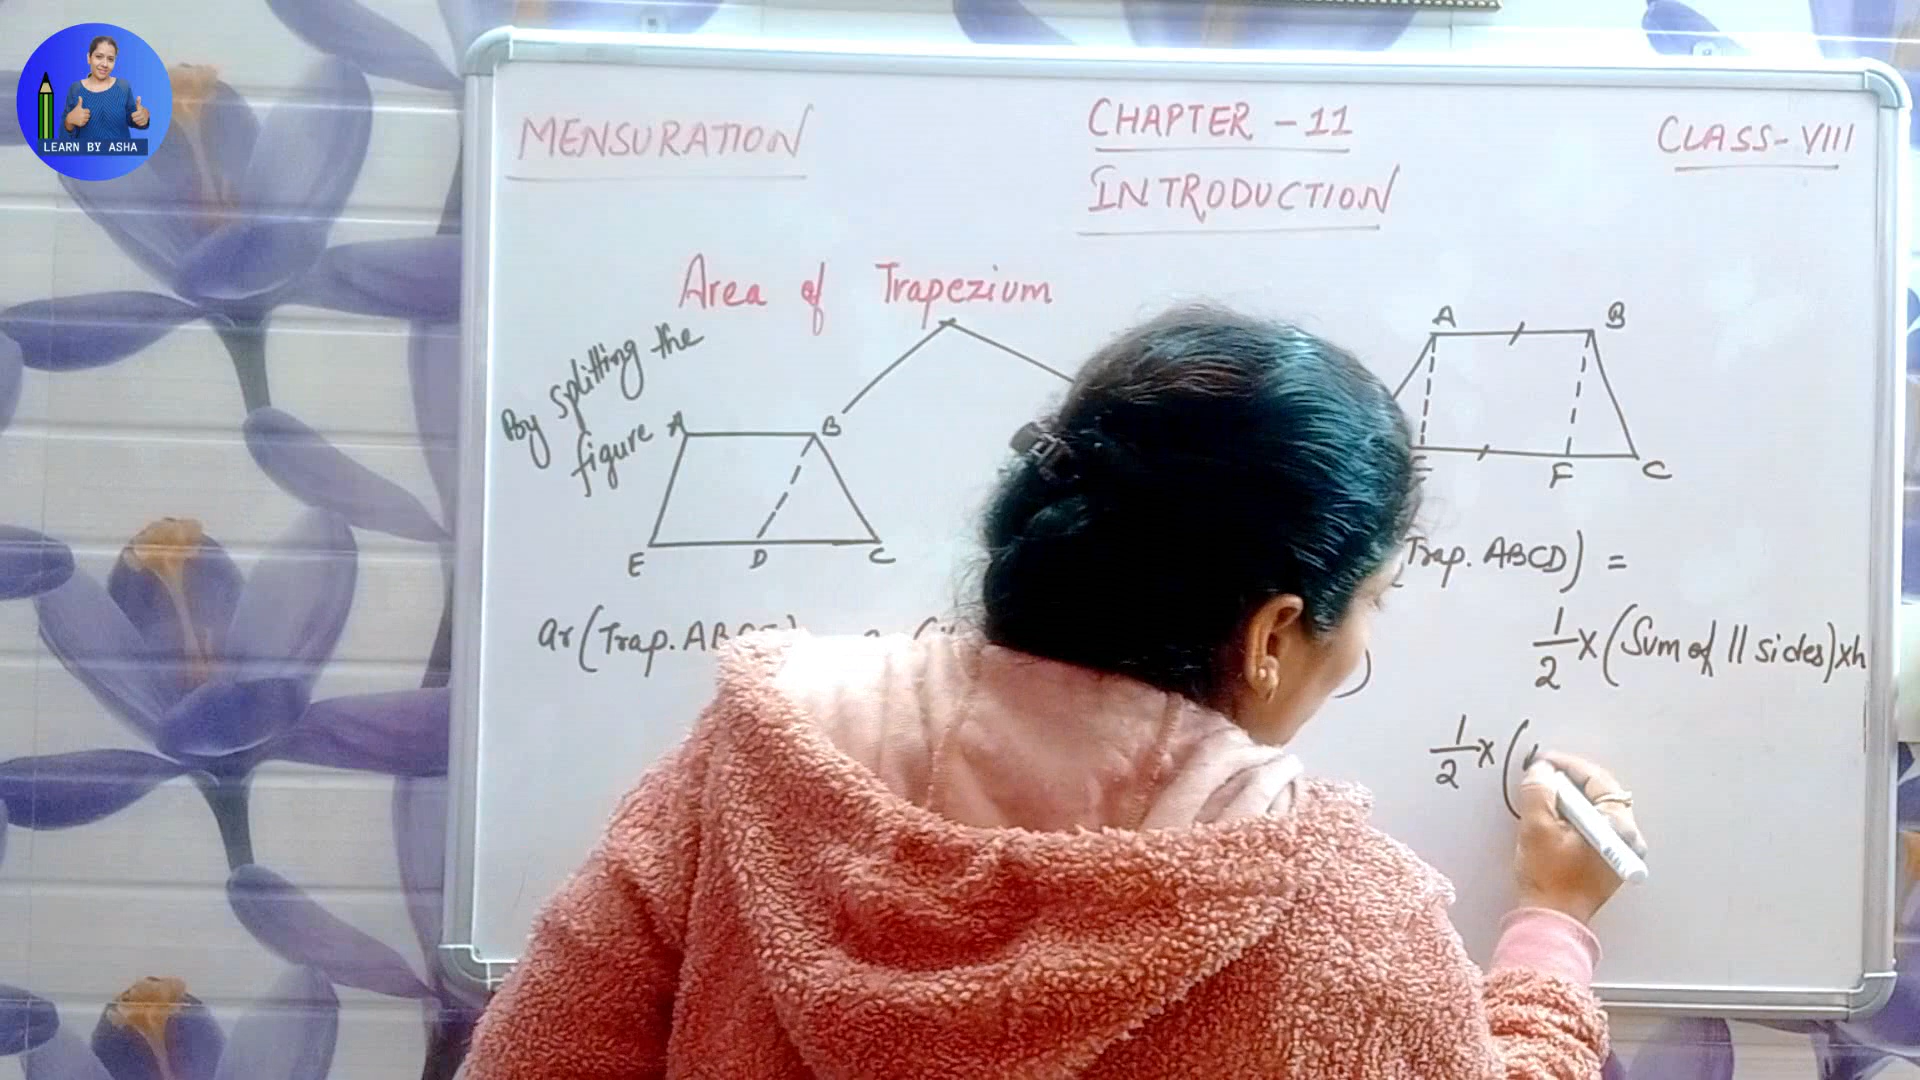 LEARN BY ASHA
MENSURATION
CHAPTER - 11
INTRODUCTION
CLASS - VIII
Area of Trapezium
By splitting the
figure
A B
E D C
A B
F C
ar (Trap. AB
Trap. ABCD) =
1/2 × (Sum of || sides) × h
1/2 × (